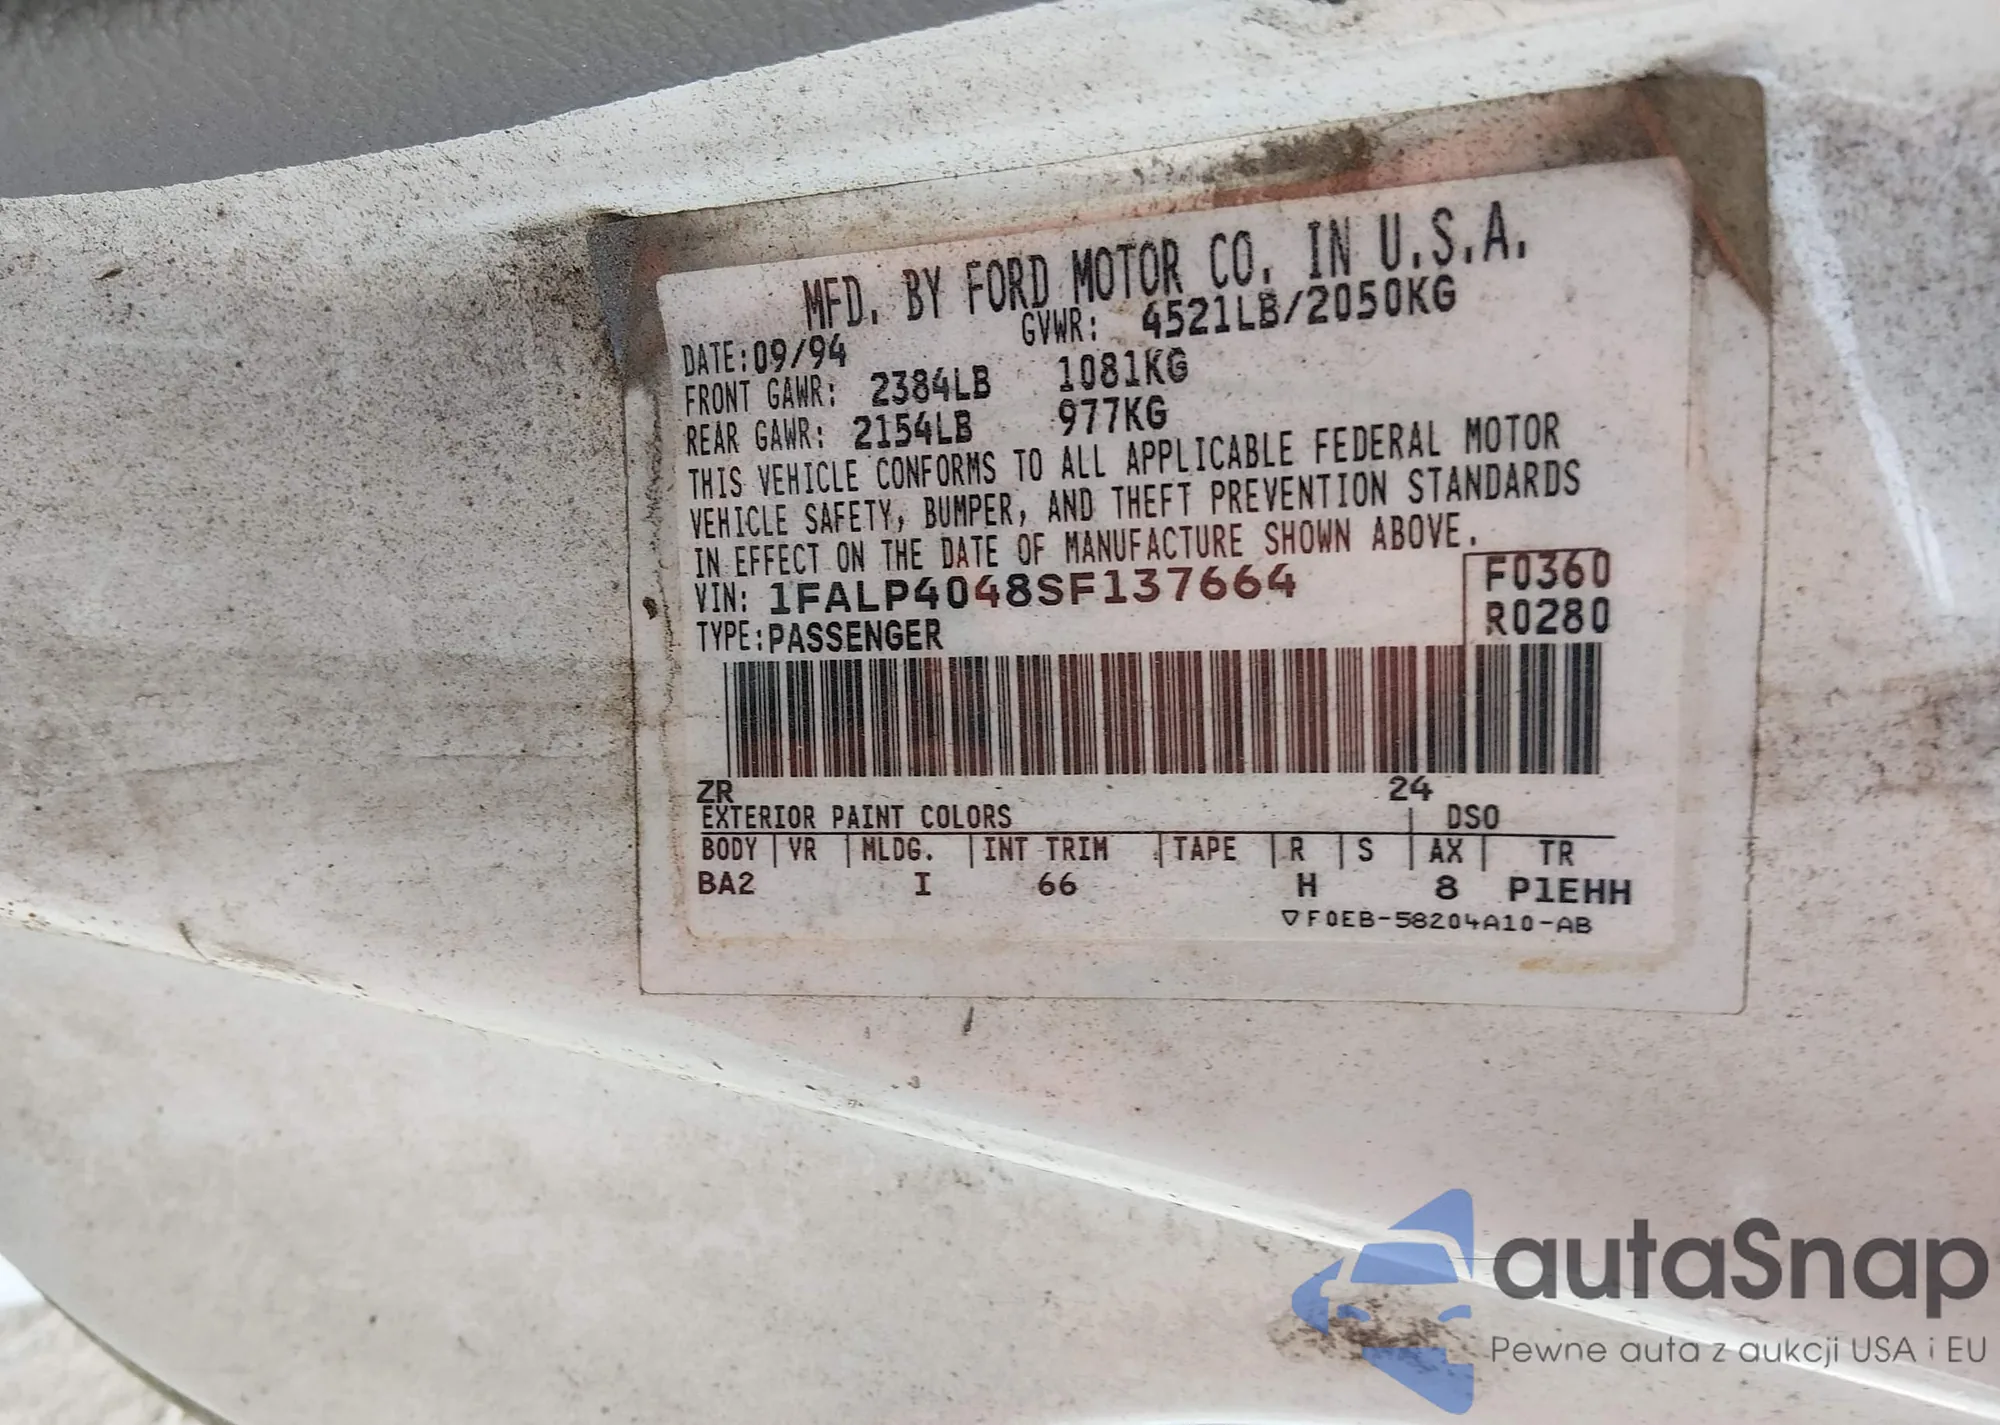 MFD. BY FORD MOTOR CO. IN U.S.A.
DATE:09/94 GVWR: 4521LB/2050KG
FRONT GAWR: 2384LB 1081KG
REAR GAWR: 2154LB 977KG
THIS VEHICLE CONFORMS TO ALL APPLICABLE FEDERAL MOTOR
VEHICLE SAFETY, BUMPER, AND THEFT PREVENTION STANDARDS
IN EFFECT ON THE DATE OF MANUFACTURE SHOWN ABOVE.
VIN: 1FALP4048SF137664 F0360
TYPE:PASSENGER R0280
ZR 24
EXTERIOR PAINT COLORS DSO
BODY VR MLDG. INT TRIM TAPE R S AX TR
BA2 I 66 H 8 P1EHH
▽F0EB-58204A10-AB
autaSnap
Pewne auta z aukcji USA i EU